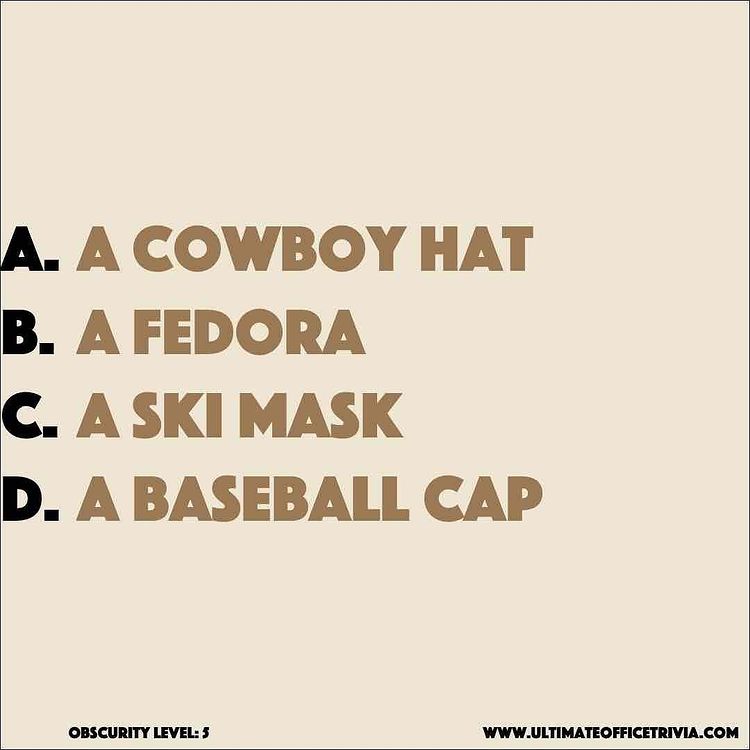 A. A COWBOY HAT
B. A FEDORA
C. A SKI MASK
D. A BASEBALL CAP
OBSCURITY LEVEL: 5
WWW.ULTIMATEOFFICETRIVIA.COM